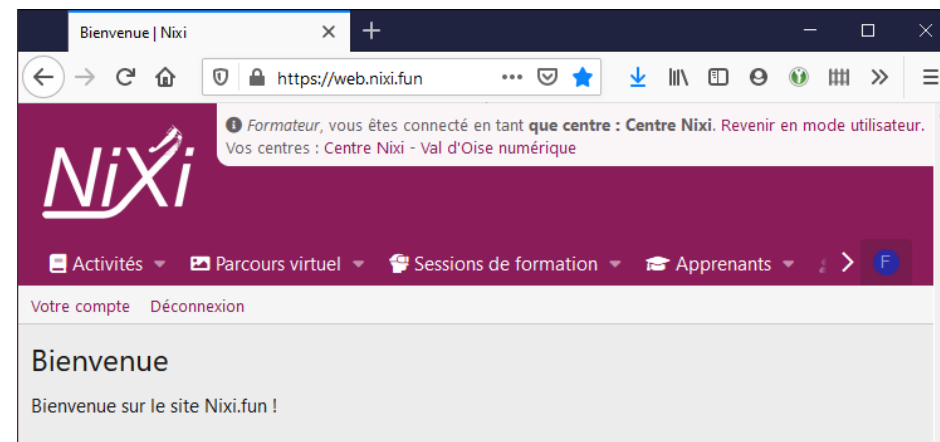 Bienvenue | Nixi
https://web.nixi.fun
Formateur, vous êtes connecté en tant que centre : Centre Nixi. Revenir en mode utilisateur.
Vos centres : Centre Nixi - Val d'Oise numérique
NiXi
Activités Parcours virtuel Sessions de formation Apprenants F
Votre compte Déconnexion
Bienvenue
Bienvenue sur le site Nixi.fun !